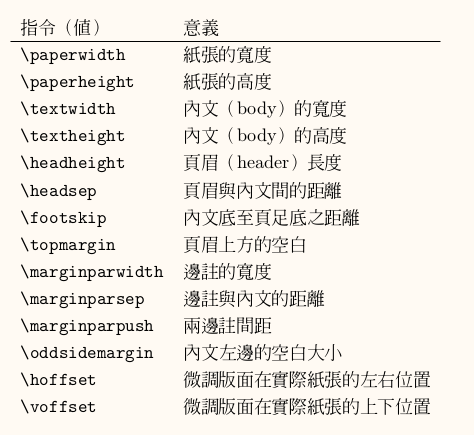 指令（値） 意義
\paperwidth 紙張的寬度
\paperheight 紙張的高度
\textwidth 內文（body）的寬度
\textheight 內文（body）的高度
\headheight 頁眉（header）長度
\headsep 頁眉與內文間的距離
\footskip 內文底至頁足底之距離
\topmargin 頁眉上方的空白
\marginparwidth 邊註的寬度
\marginparsep 邊註與內文的距離
\marginparpush 兩邊註間距
\oddsidemargin 內文左邊的空白大小
\hoffset 微調版面在實際紙張的左右位置
\voffset 微調版面在實際紙張的上下位置